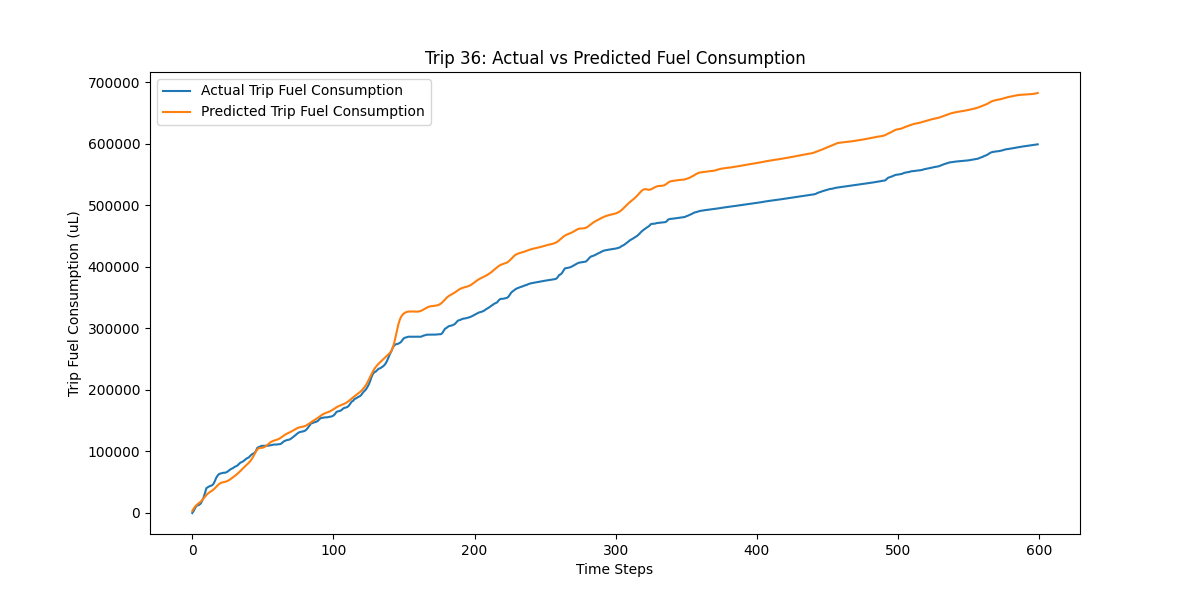 Trip 36: Actual vs Predicted Fuel Consumption
Actual Trip Fuel Consumption
Predicted Trip Fuel Consumption
700000
600000
500000
400000
300000
200000
100000
0
Trip Fuel Consumption (uL)
0 100 200 300 400 500 600
Time Steps